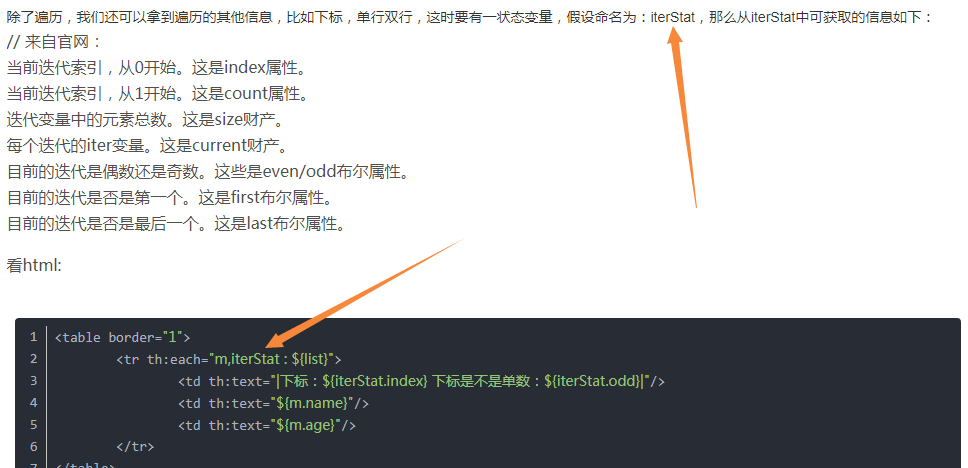 除了遍历，我们还可以拿到遍历的其他信息，比如下标，单行双行，这时要有一状态变量，假设命名为：iterStat，那么从iterStat中可获取的信息如下：
// 来自官网：
当前迭代索引，从0开始。这是index属性。
当前迭代索引，从1开始。这是count属性。
迭代变量中的元素总数。这是size财产。
每个迭代的iter变量。这是current财产。
目前的迭代是偶数还是奇数。这些是even/odd布尔属性。
目前的迭代是否是第一个。这是first布尔属性。
目前的迭代是否是最后一个。这是last布尔属性。
看html:
1 <table border="1">
2 <tr th:each="m,iterStat : ${list}">
3 <td th:text="|下标：${iterStat.index} 下标是不是单数：${iterStat.odd}|"/>
4 <td th:text="${m.name}"/>
5 <td th:text="${m.age}"/>
6 </tr>
7 </table>